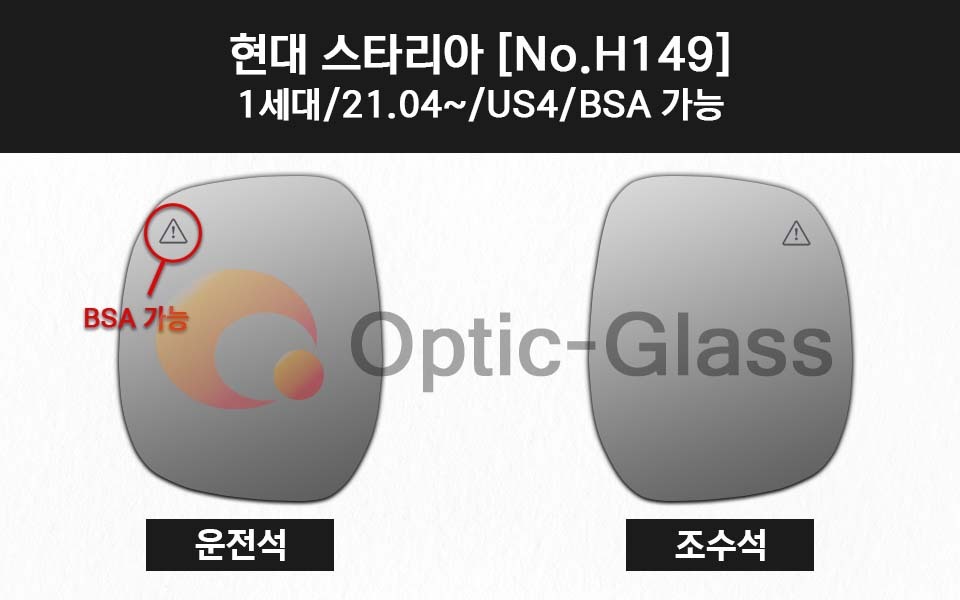 현대 스타리아 [No.H149]
1세대/21.04~/US4/BSA 가능
BSA 가능
Optic-Glass
운전석
조수석